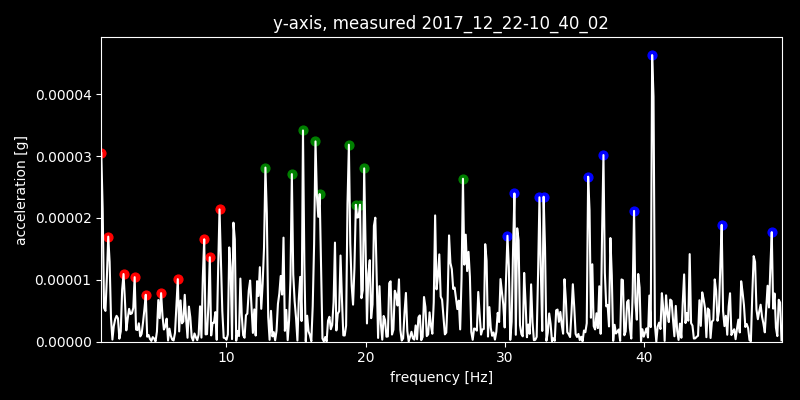 y-axis, measured 2017_12_22-10_40_02
acceleration [g]
0.00004
0.00003
0.00002
0.00001
0.00000
10 20 30 40
frequency [Hz]